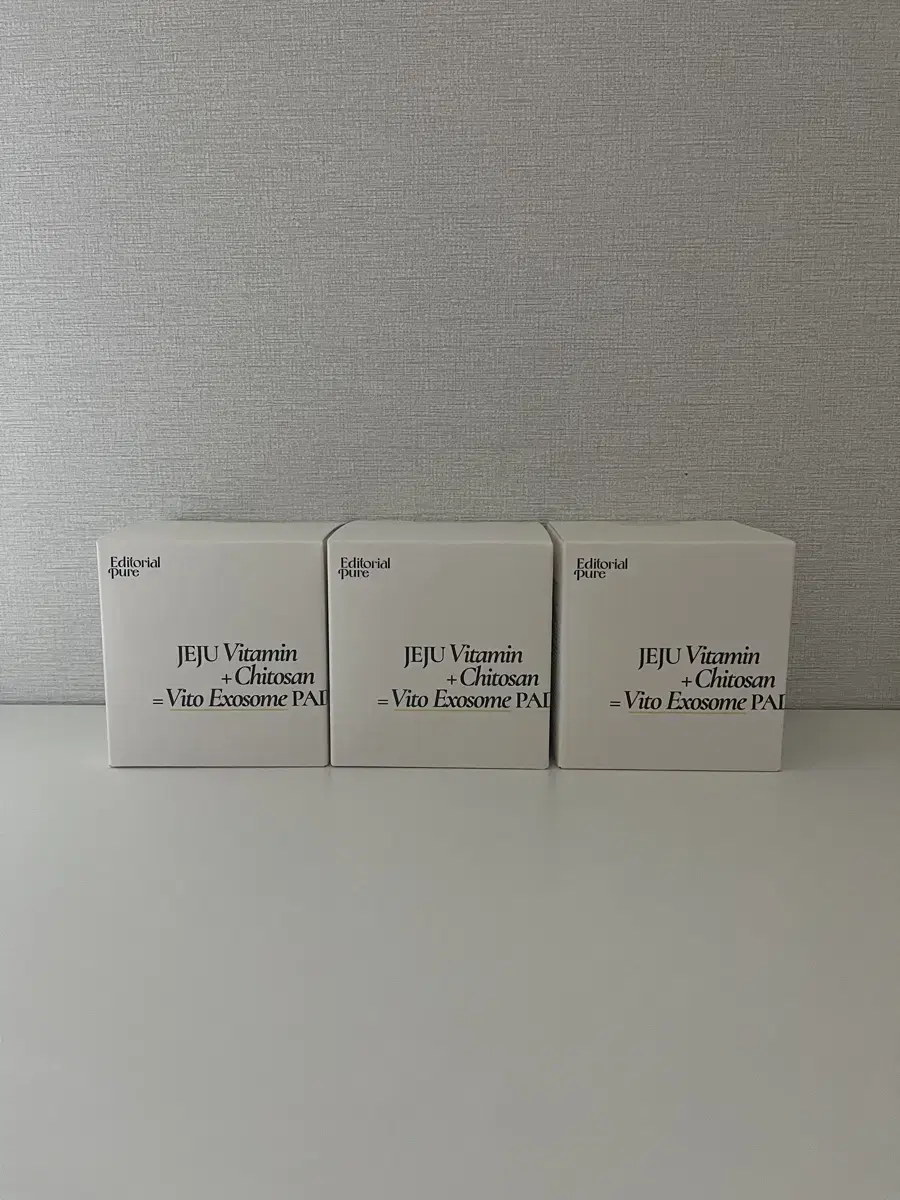 Editorial
Pure
JEJU Vitamin
+ Chitosan
= Vito Exosome PAD
Editorial
Pure
JEJU Vitamin
+ Chitosan
= Vito Exosome PAD
Editorial
Pure
JEJU Vitamin
+ Chitosan
= Vito Exosome PAD